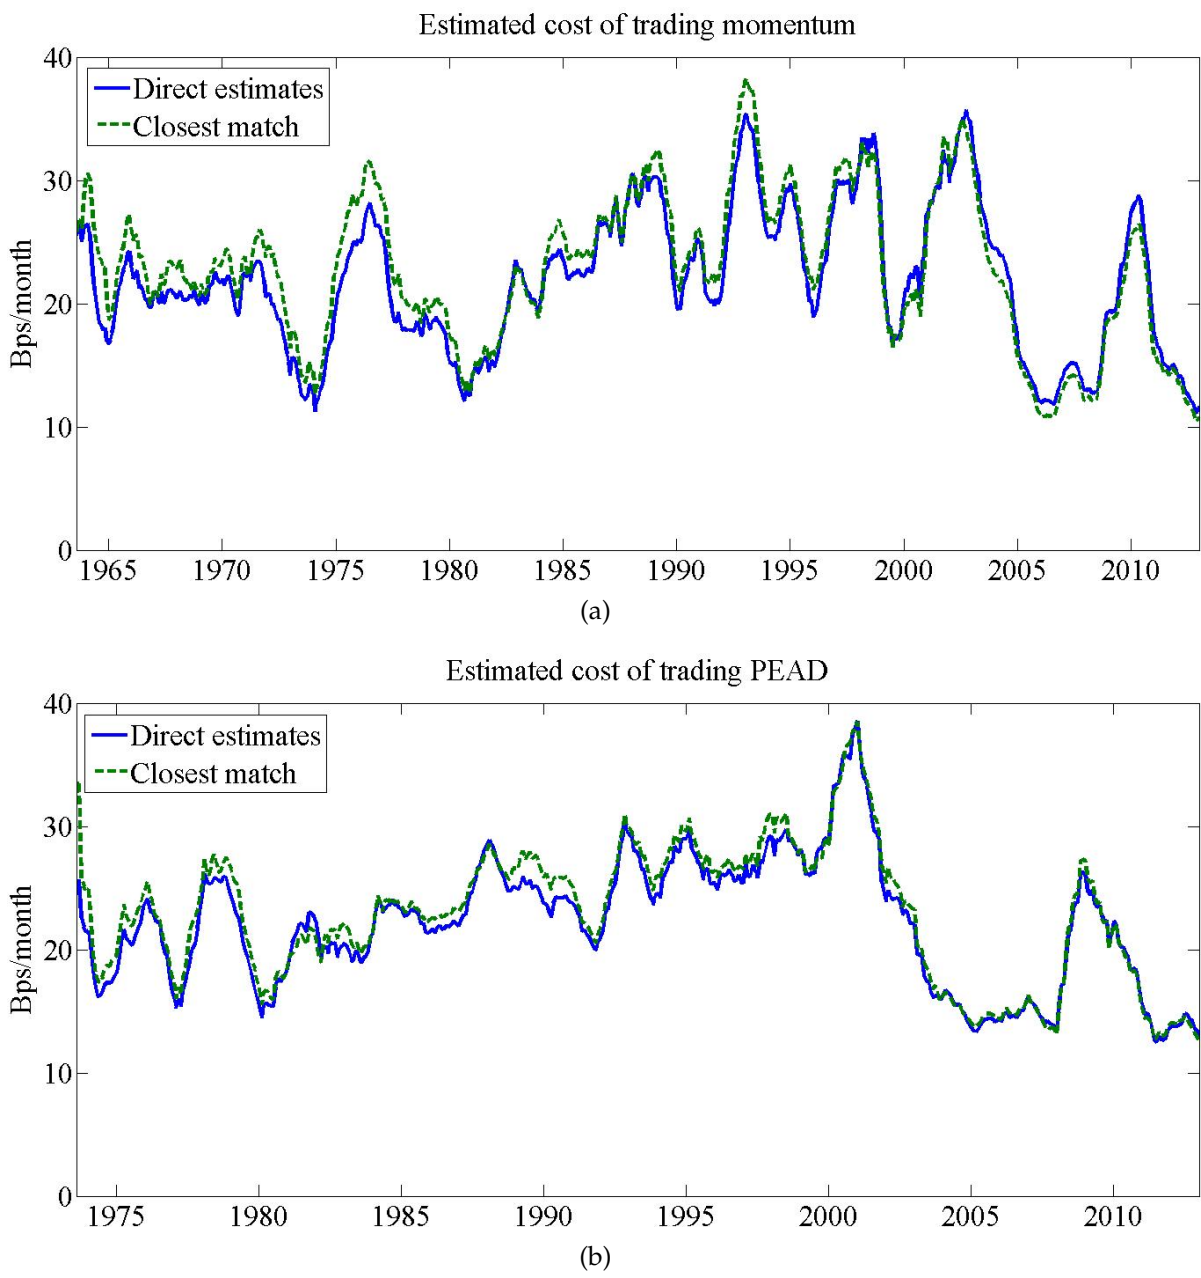 Estimated cost of trading momentum
40
30
20
10
0
Bps/month
Direct estimates
Closest match
1965 1970 1975 1980 1985 1990 1995 2000 2005 2010
(a)
Estimated cost of trading PEAD
40
30
20
10
0
Bps/month
Direct estimates
Closest match
1975 1980 1985 1990 1995 2000 2005 2010
(b)